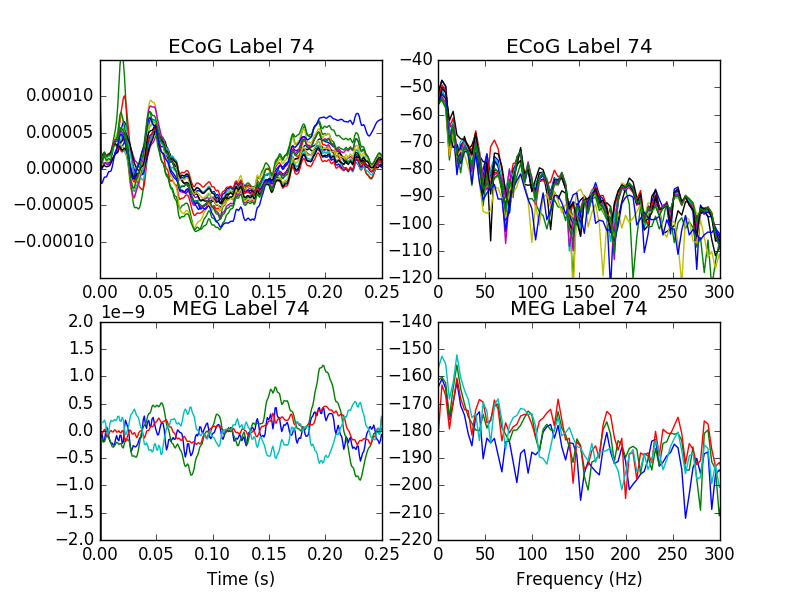 ECoG Label 74
0.00010
0.00005
0.00000
−0.00005
−0.00010
0.00 0.05 0.10 0.15 0.20 0.25
ECoG Label 74
−40
−50
−60
−70
−80
−90
−100
−110
−120
0 50 100 150 200 250 300
1e−9
MEG Label 74
2.0
1.5
1.0
0.5
0.0
−0.5
−1.0
−1.5
−2.0
0.00 0.05 0.10 0.15 0.20 0.25
Time (s)
MEG Label 74
−140
−150
−160
−170
−180
−190
−200
−210
−220
0 50 100 150 200 250 300
Frequency (Hz)